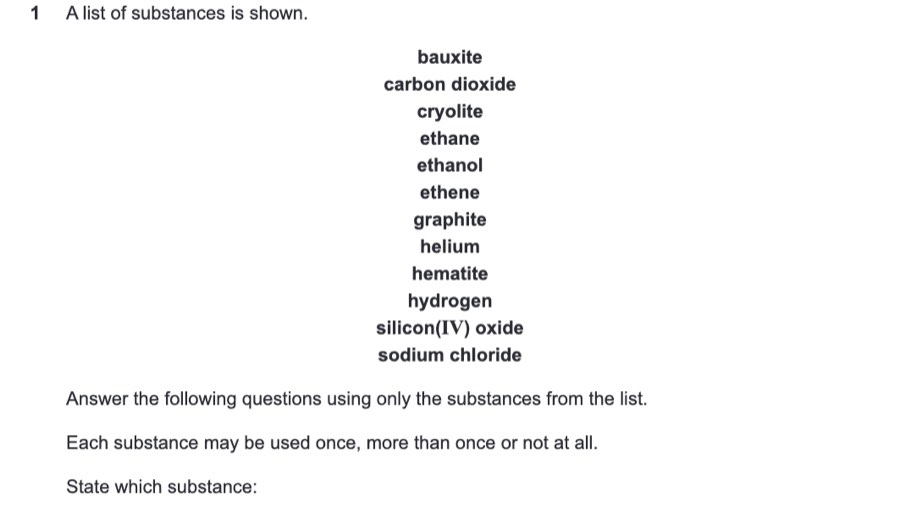 1 A list of substances is shown.
bauxite
carbon dioxide
cryolite
ethane
ethanol
ethene
graphite
helium
hematite
hydrogen
silicon(IV) oxide
sodium chloride
Answer the following questions using only the substances from the list.
Each substance may be used once, more than once or not at all.
State which substance: